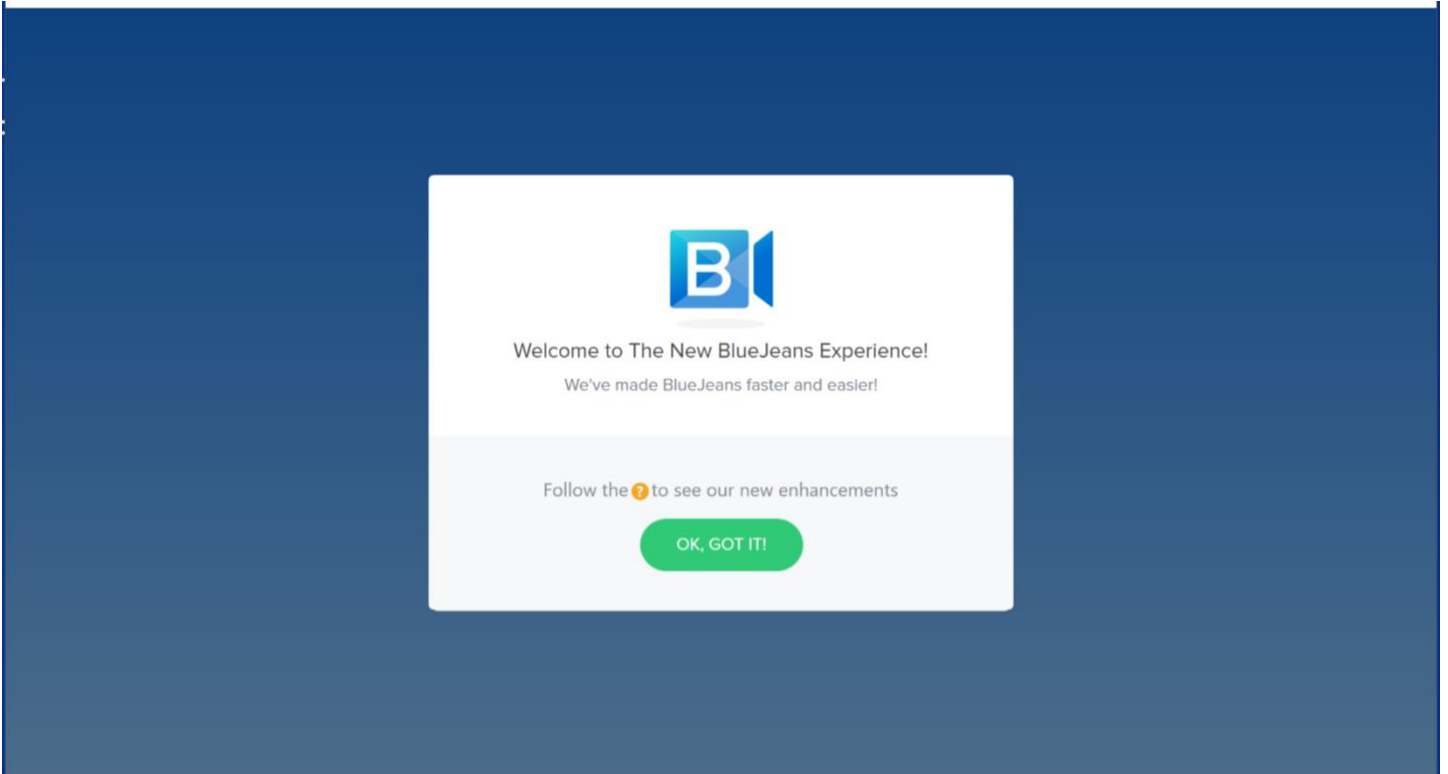 B
Welcome to The New BlueJeans Experience!
We've made BlueJeans faster and easier!
Follow the ? to see our new enhancements
OK, GOT IT!